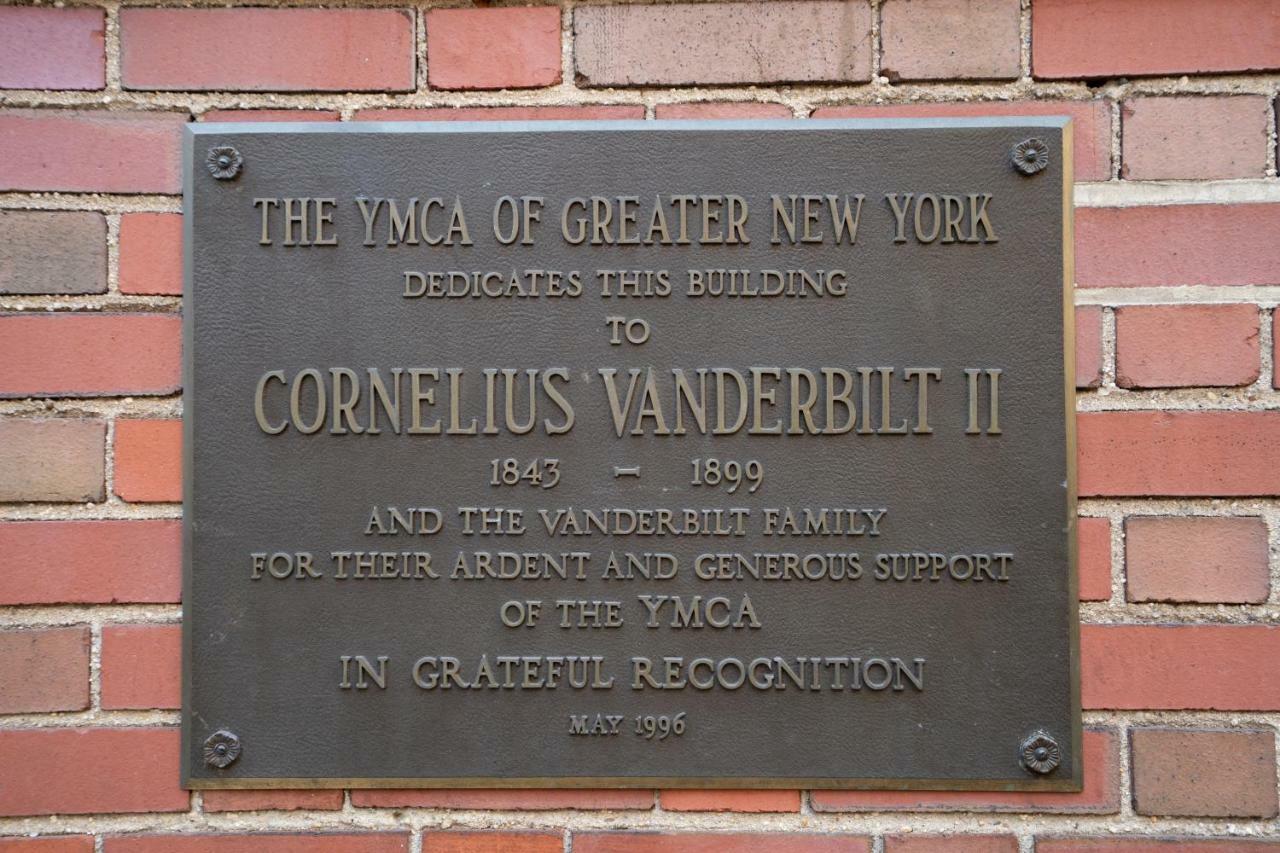 THE YMCA OF GREATER NEW YORK
DEDICATES THIS BUILDING
TO
CORNELIUS VANDERBILT II
1843 - 1899
AND THE VANDERBILT FAMILY
FOR THEIR ARDENT AND GENEROUS SUPPORT
OF THE YMCA
IN GRATEFUL RECOGNITION
MAY 1996